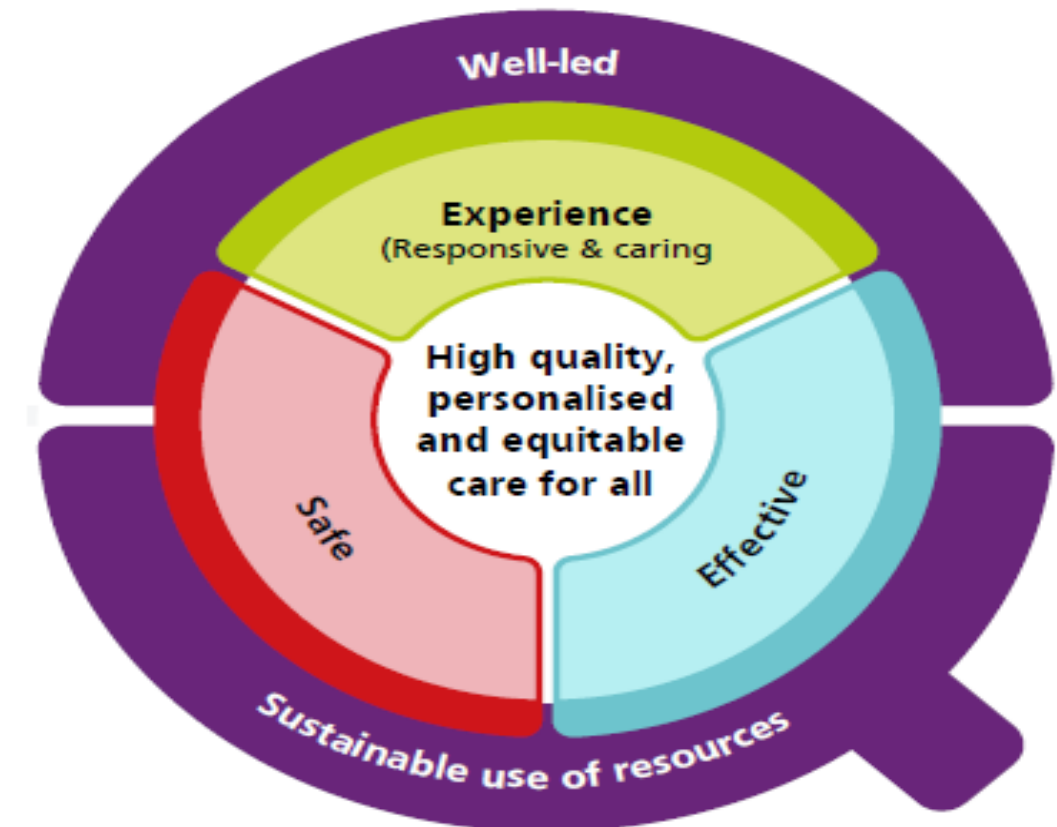 Well-led
Experience
(Responsive & caring
High quality,
personalised
and equitable
care for all
Safe
Effective
Sustainable use of resources